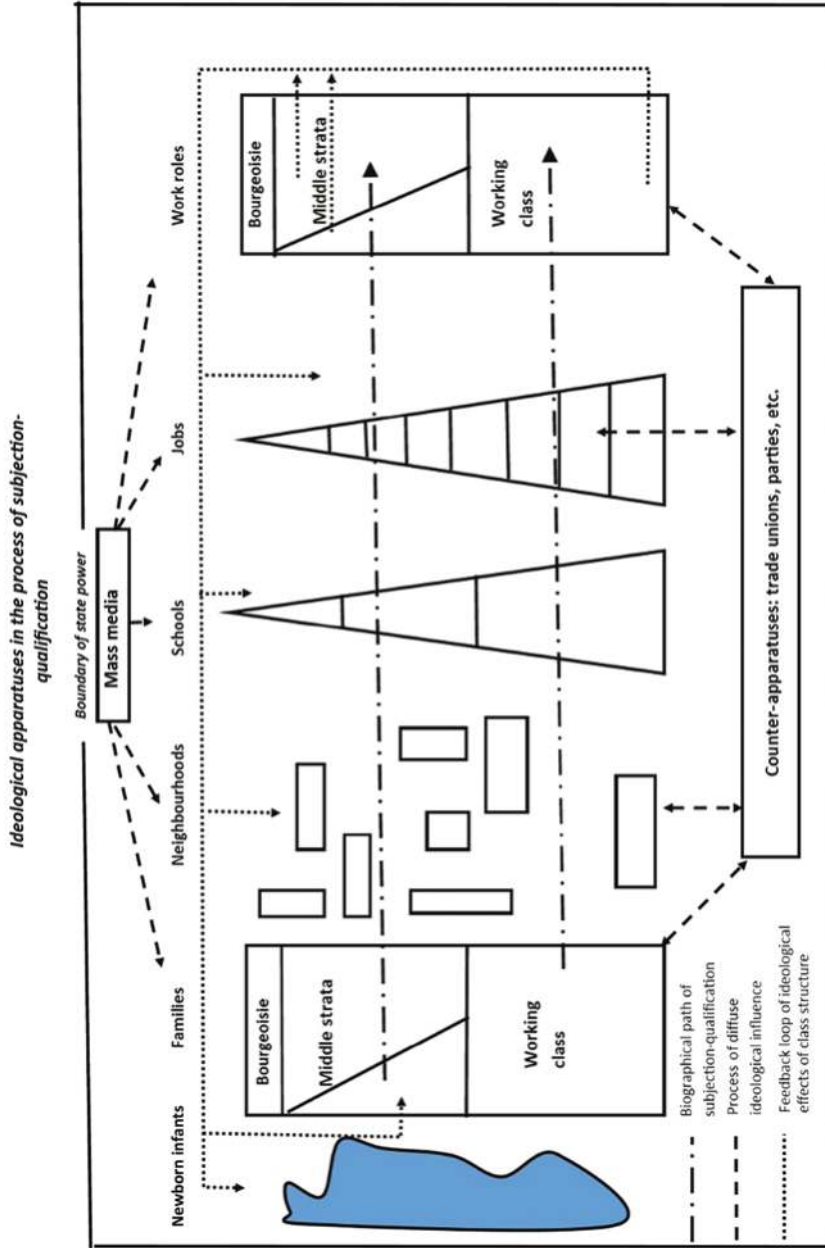 Ideological apparatuses in the process of subjection-
qualification
Boundary of state power
Mass media
Newborn infants
Families
Neighbourhoods
Schools
Jobs
Work roles
Bourgeoisie
Middle strata
Working
class
Bourgeoisie
Middle strata
Working
class
Counter-apparatuses: trade unions, parties, etc.
Biographical path of
subjection-qualification
Process of diffuse
ideological influence
Feedback loop of ideological
effects of class structure